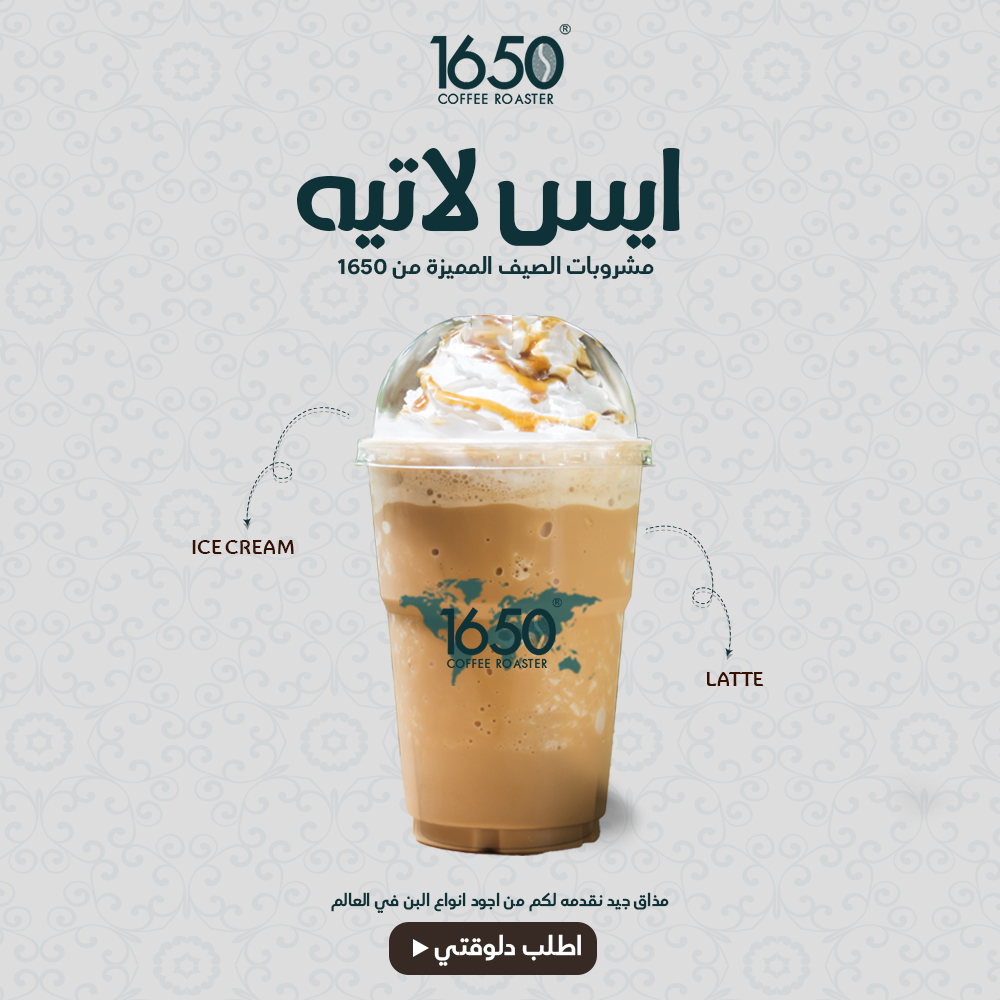 1650®
COFFEE ROASTER
ايس لاتيه
مشروبات الصيف المميزة من 1650
ICE CREAM
1650®
COFFEE ROASTER
LATTE
مذاق جيد نقدمه لكم من اجود انواع البن في العالم
اطلب دلوقتي